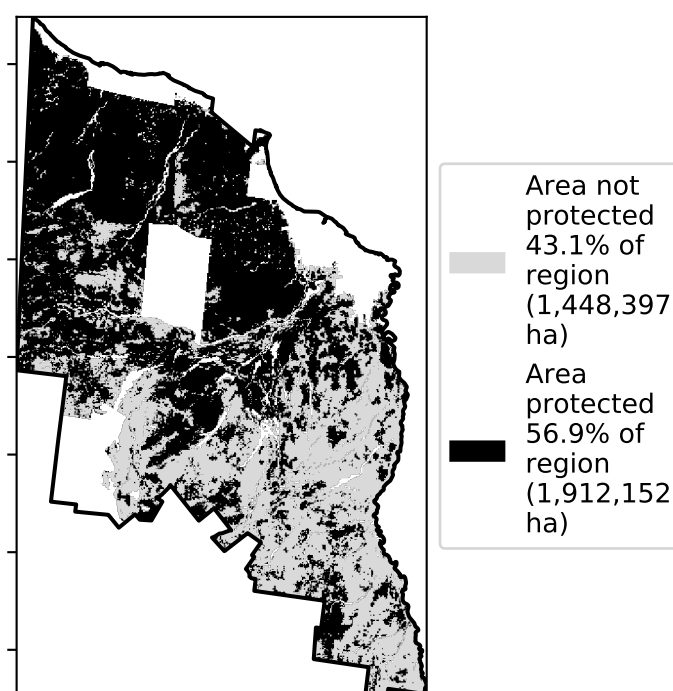 Area not
protected
43.1% of
region
(1,448,397
ha)
Area
protected
56.9% of
region
(1,912,152
ha)